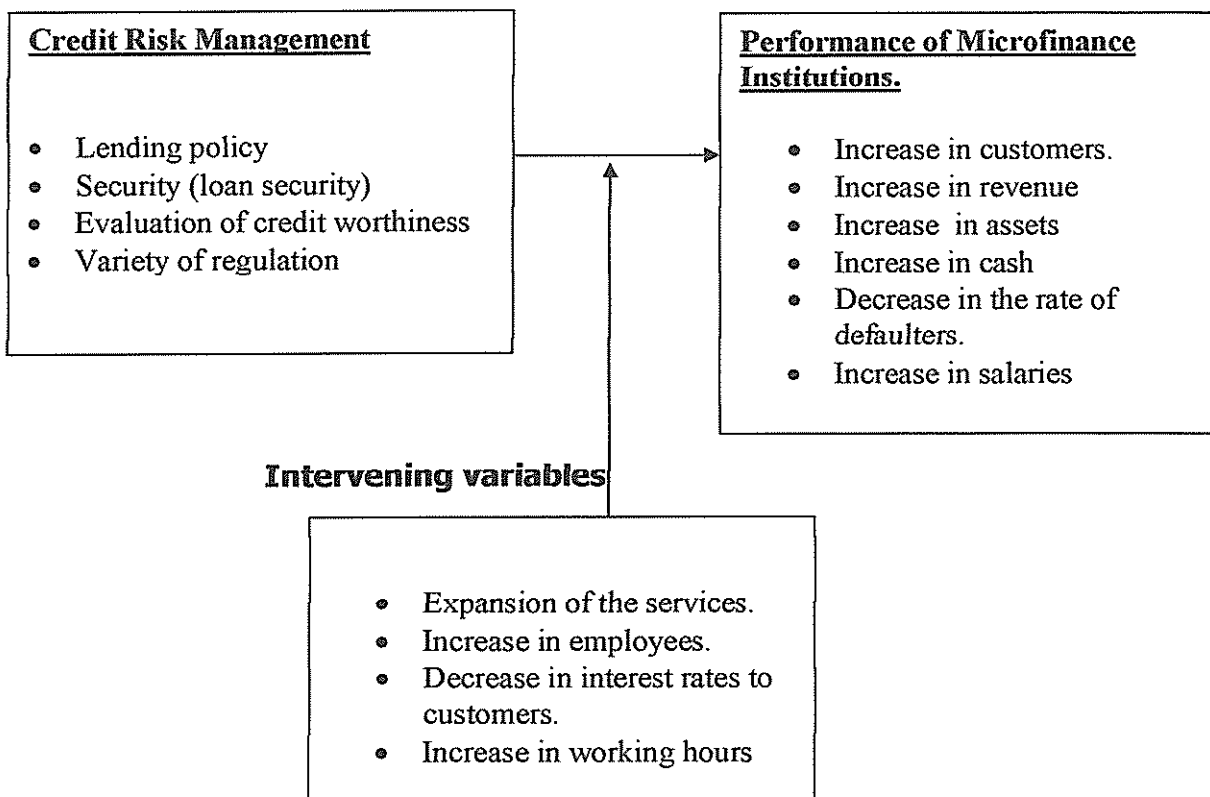 Credit Risk Management
• Lending policy
• Security (loan security)
• Evaluation of credit worthiness
• Variety of regulation
Performance of Microfinance
Institutions.
• Increase in customers.
• Increase in revenue
• Increase in assets
• Increase in cash
• Decrease in the rate of
defaulters.
• Increase in salaries
Intervening variables
• Expansion of the services.
• Increase in employees.
• Decrease in interest rates to
customers.
• Increase in working hours